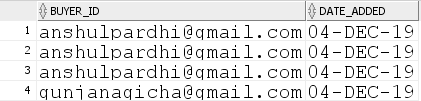 BUYER_ID DATE_ADDED
1 anshulpardhi@gmail.com 04-DEC-19
2 anshulpardhi@gmail.com 04-DEC-19
3 anshulpardhi@gmail.com 04-DEC-19
4 gunjanagicha@gmail.com 04-DEC-19